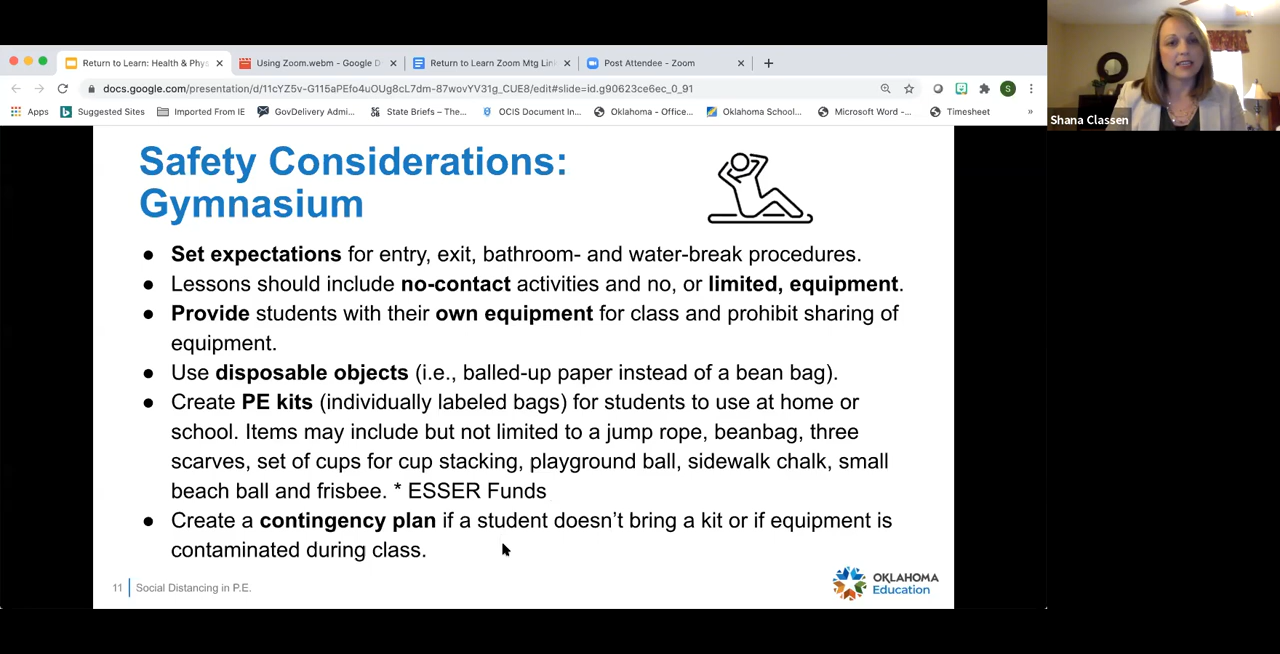 Return to Learn: Health & Phys
Using Zoom.webm - Google D
Return to Learn Zoom Mtg Lin
Post Attendee - Zoom
docs.google.com/presentation/d/11cYZ5v-G115aPEfo4uOUg8cL7dm-87wovYV31g_CUE8/edit#slide=id.g90623ce6ec_0_91
S
Apps
Suggested Sites
Imported From IE
GovDelivery Admi...
State Briefs – The...
OCIS Document In...
Oklahoma - Office...
Oklahoma School...
Microsoft Word -...
Timesheet
»
Shana Classen
Safety Considerations:
Gymnasium
● Set expectations for entry, exit, bathroom- and water-break procedures.
● Lessons should include no-contact activities and no, or limited, equipment.
● Provide students with their own equipment for class and prohibit sharing of
equipment.
● Use disposable objects (i.e., balled-up paper instead of a bean bag).
● Create PE kits (individually labeled bags) for students to use at home or
school. Items may include but not limited to a jump rope, beanbag, three
scarves, set of cups for cup stacking, playground ball, sidewalk chalk, small
beach ball and frisbee. * ESSER Funds
● Create a contingency plan if a student doesn’t bring a kit or if equipment is
contaminated during class.
11 | Social Distancing in P.E.
OKLAHOMA
Education